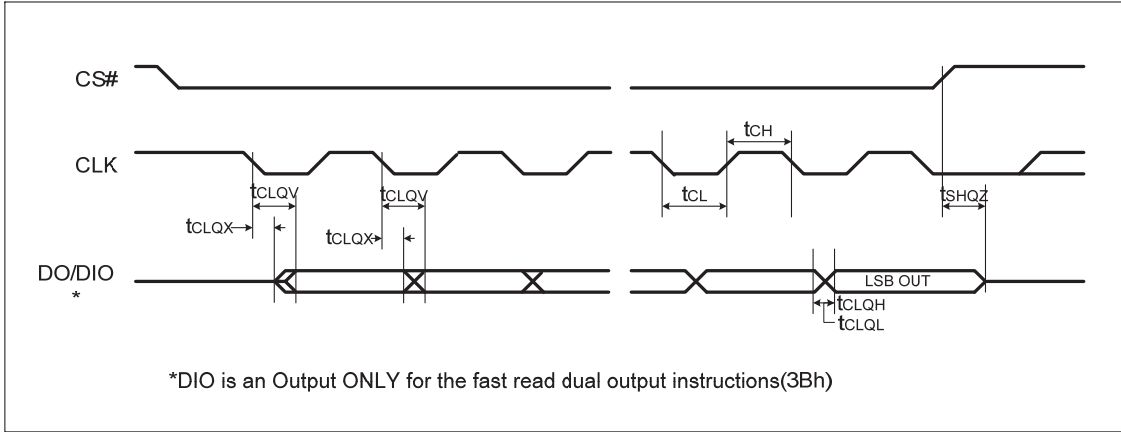 CS#
tCH
CLK
tCLQV
tCLQV
tCL
tSHQZ
tCLQX
tCLQX
DO/DIO
*
LSB OUT
tCLQH
tCLQL
*DIO is an Output ONLY for the fast read dual output instructions(3Bh)